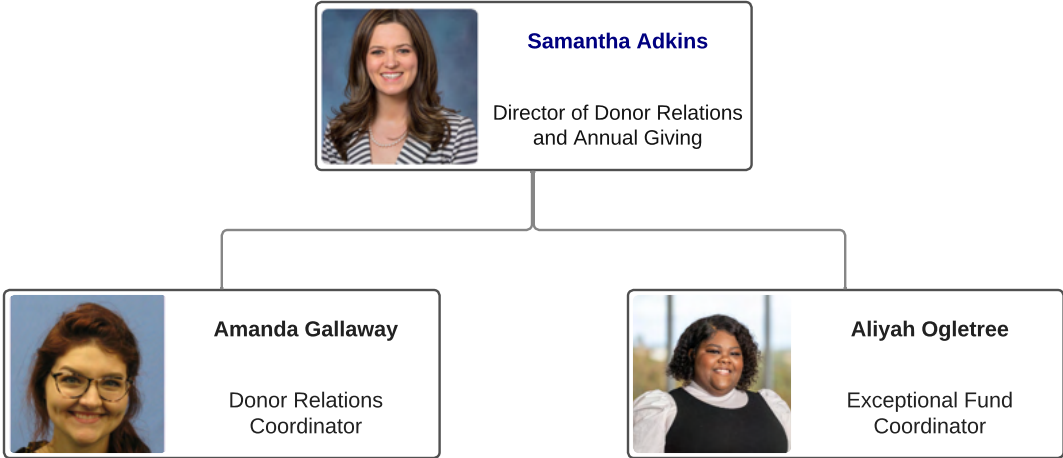 Samantha Adkins
Director of Donor Relations
and Annual Giving
Amanda Gallaway
Donor Relations
Coordinator
Aliyah Ogletree
Exceptional Fund
Coordinator